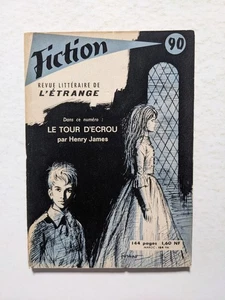 Fiction
90
REVUE LITTÉRAIRE DE
L'ÉTRANGE
Dans ce numéro :
LE TOUR D'ECROU
par Henry James
144 pages 1,60 NF